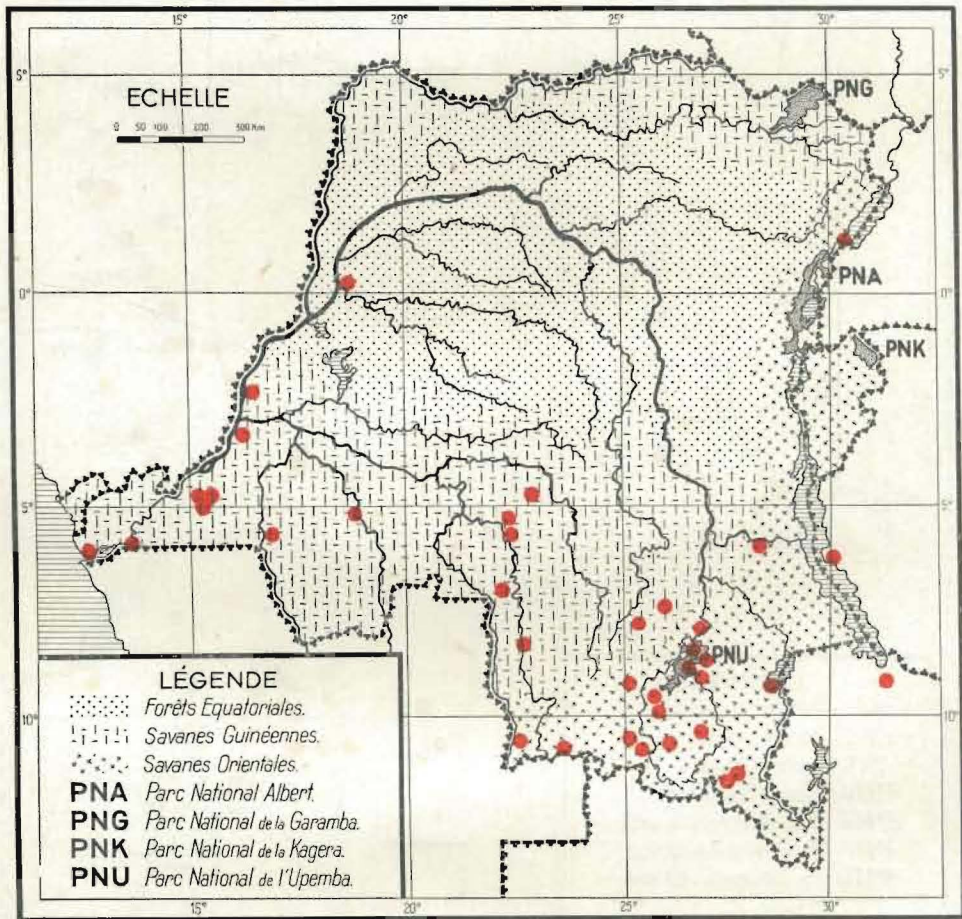 15° 20° 25° 30°
5° 5°
ECHELLE
0 50 100 200 300 Km
PNG
PNA
0° 0°
PNK
5° 5°
PNU
LÉGENDE
Forêts Equatoriales.
Savanes Guinéennes.
Savanes Orientales.
PNA Parc National Albert.
PNG Parc National de la Garamba.
PNK Parc National de la Kagera.
PNU Parc National de l'Upemba.
10° 10°
15° 20° 25° 30°